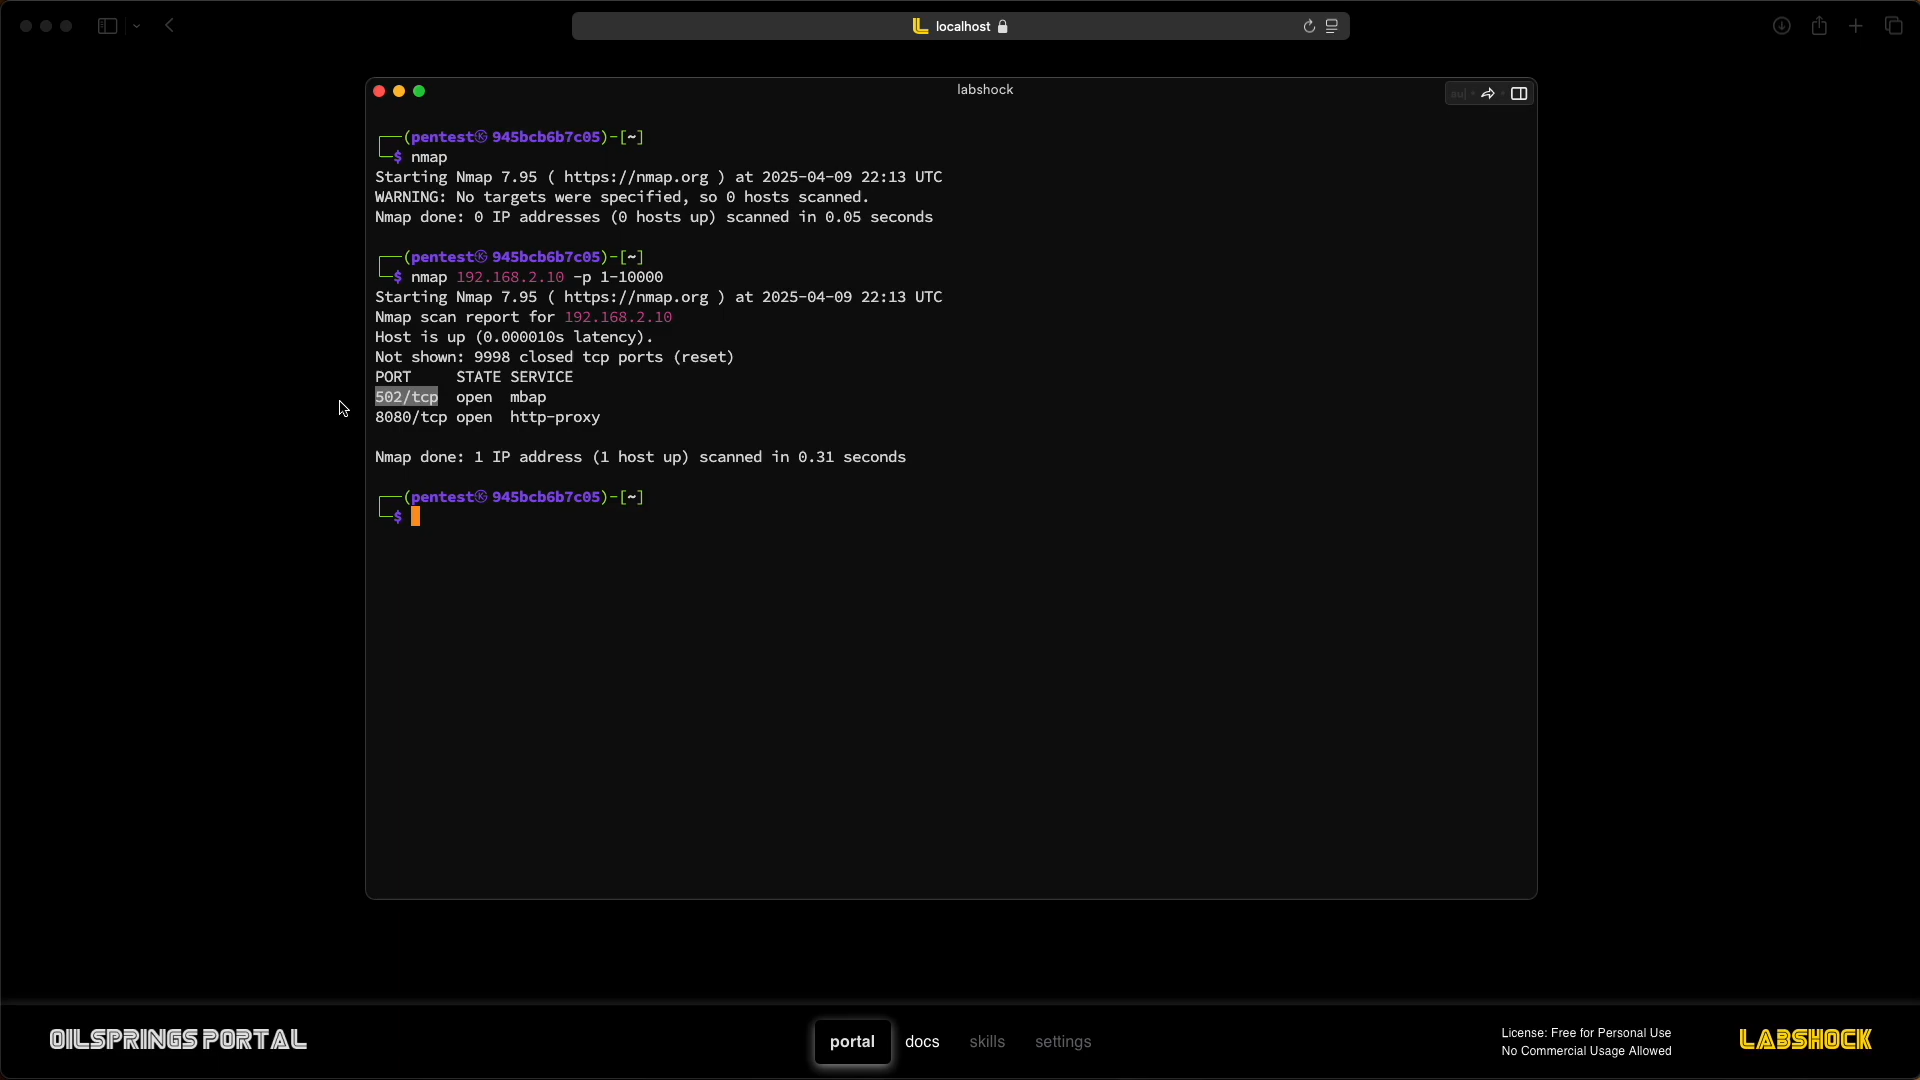 localhost
labshock
┌──(pentest㉿945bcb6b7c05)-[~]
└─$ nmap
Starting Nmap 7.95 ( https://nmap.org ) at 2025-04-09 22:13 UTC
WARNING: No targets were specified, so 0 hosts scanned.
Nmap done: 0 IP addresses (0 hosts up) scanned in 0.05 seconds
┌──(pentest㉿945bcb6b7c05)-[~]
└─$ nmap 192.168.2.10 -p 1-10000
Starting Nmap 7.95 ( https://nmap.org ) at 2025-04-09 22:13 UTC
Nmap scan report for 192.168.2.10
Host is up (0.000010s latency).
Not shown: 9998 closed tcp ports (reset)
PORT     STATE SERVICE
502/tcp  open  mbap
8080/tcp open  http-proxy
Nmap done: 1 IP address (1 host up) scanned in 0.31 seconds
┌──(pentest㉿945bcb6b7c05)-[~]
└─$
OILSPRINGS PORTAL
portal docs skills settings
License: Free for Personal Use
No Commercial Usage Allowed
LABSHOCK